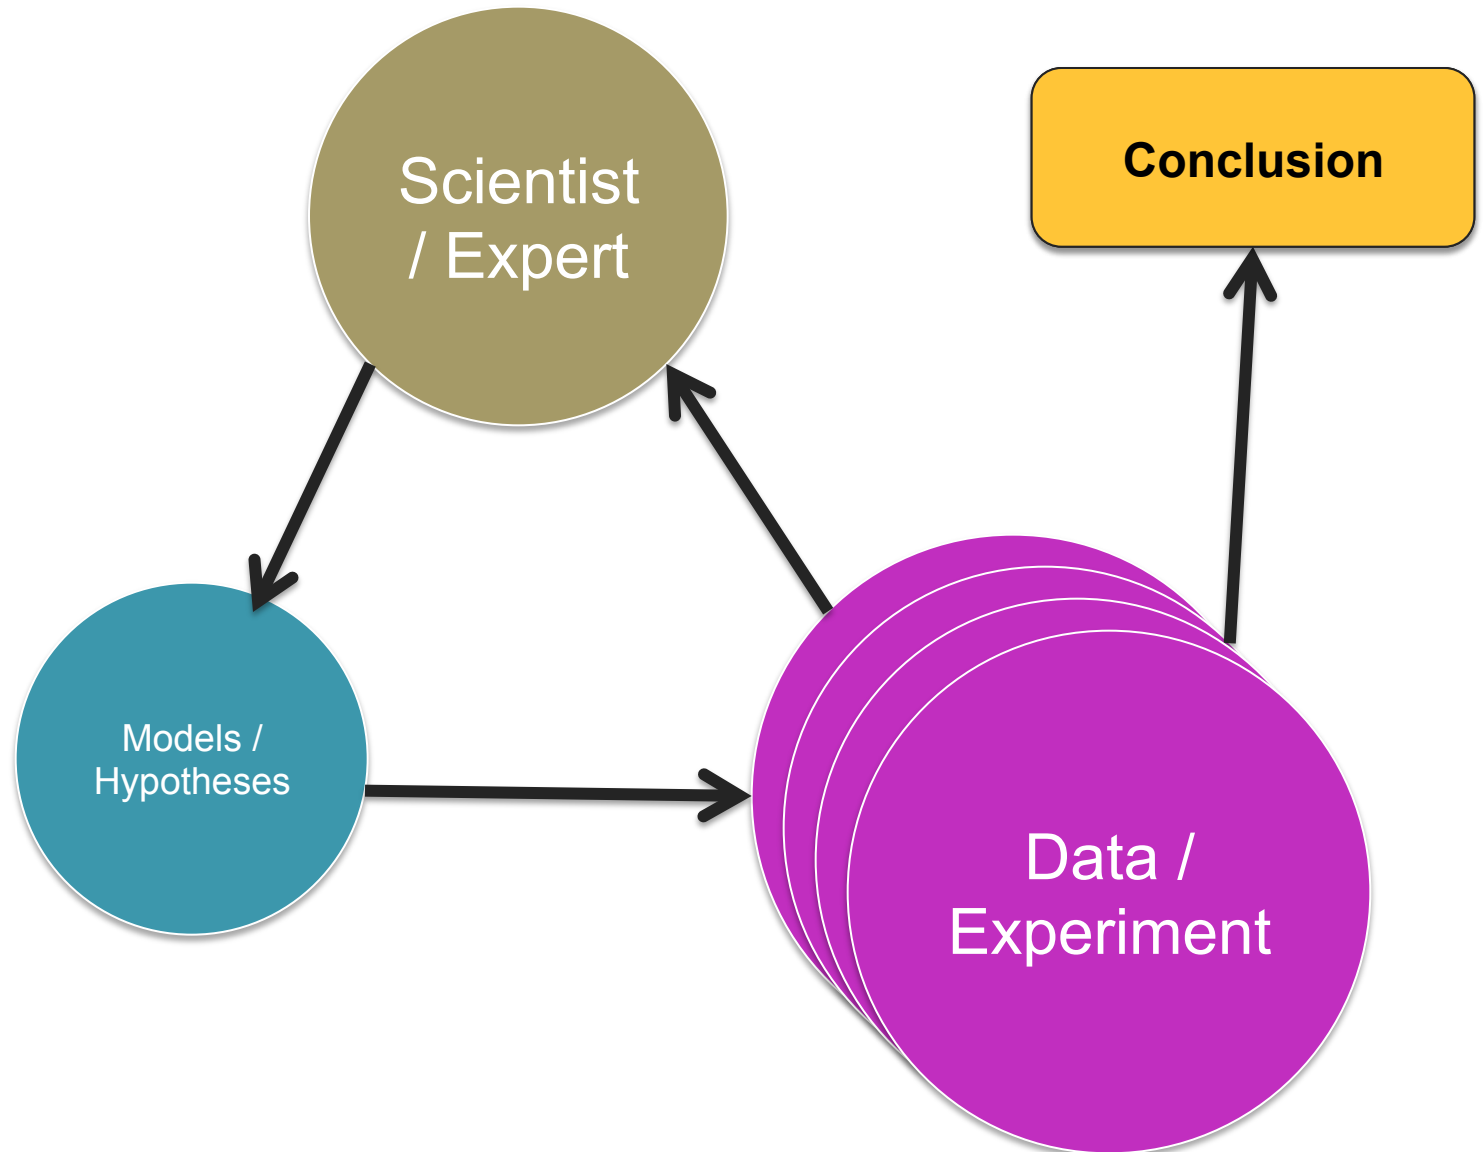 Scientist
/ Expert
Conclusion
Models /
Hypotheses
Data /
Experiment